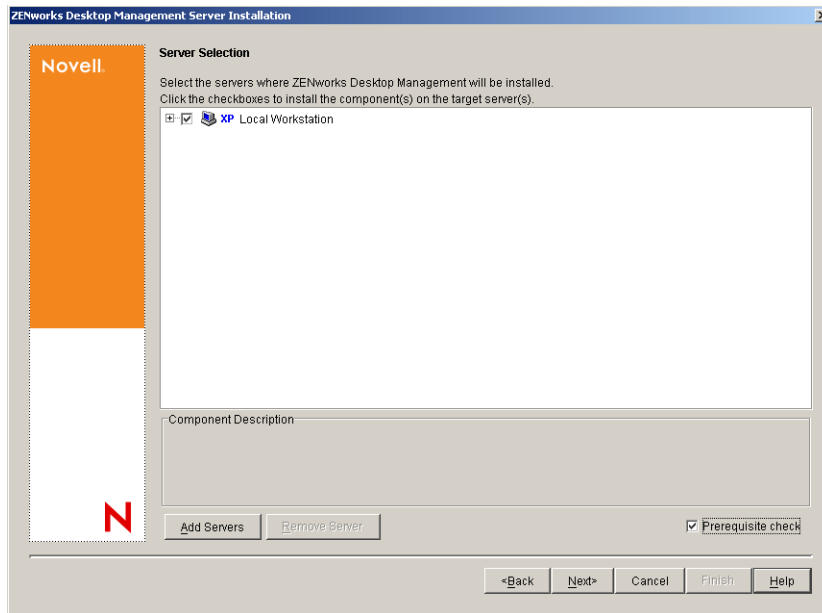 ZENworks Desktop Management Server Installation
Novell.
Server Selection
Select the servers where ZENworks Desktop Management will be installed.
Click the checkboxes to install the component(s) on the target server(s).
XP Local Workstation
Component Description
N
Add Servers
Remove Server
Prerequisite check
<Back
Next>
Cancel
Finish
Help